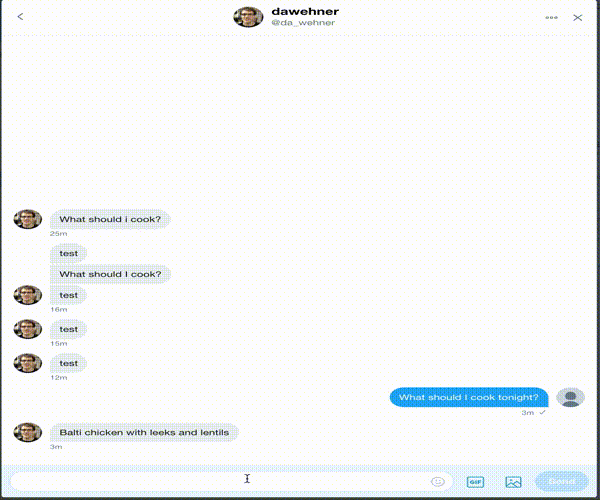 dawehner
@da_wehner
What should i cook?
25m
test
What should I cook?
test
16m
test
15m
test
12m
What should I cook tonight?
3m
Balti chicken with leeks and lentils
3m
GIF
Send